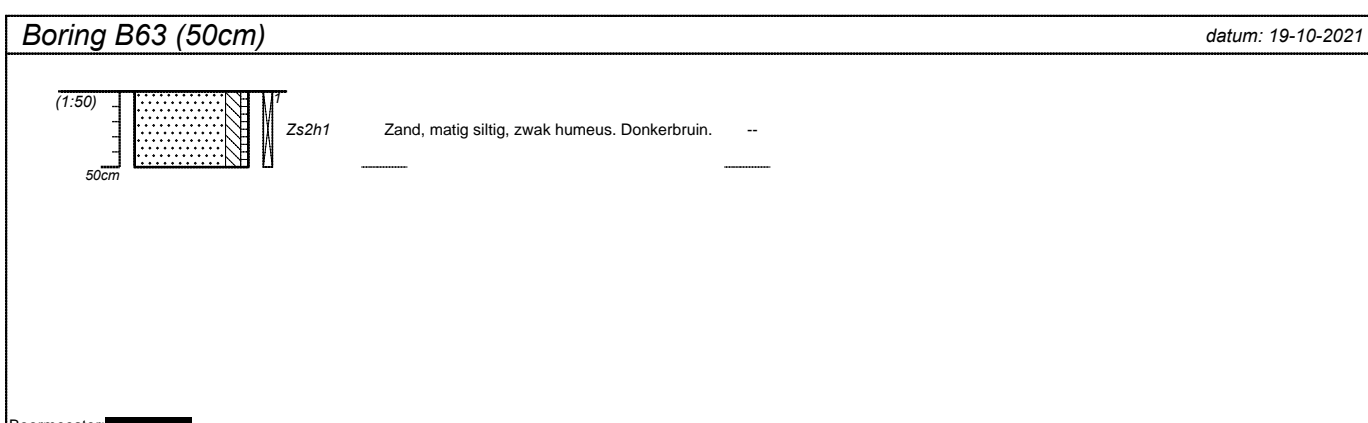 Boring B63 (50cm) datum: 19-10-2021
(1:50) 1
Zs2h1 Zand, matig siltig, zwak humeus. Donkerbruin. --
50cm